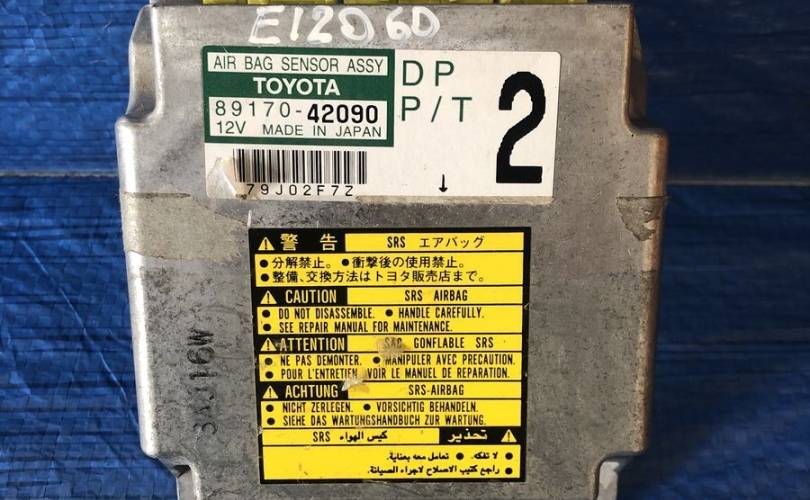 E12060
AIR BAG SENSOR ASSY
TOYOTA
89170-42090
12V MADE IN JAPAN
DP
P/T
2
79J02F7Z
↓
警告 SRS エアバッグ
●分解禁止。 ●衝撃後の使用禁止。
●整備、交換方法はトヨタ販売店まで。
CAUTION SRS AIRBAG
● DO NOT DISASSEMBLE. ● HANDLE CAREFULLY.
● SEE REPAIR MANUAL FOR MAINTENANCE.
ATTENTION SAC GONFLABLE SRS
● NE PAS DEMONTER. ● MANIPULER AVEC PRECAUTION.
● POUR L'ENTRETIEN VOIR LE MANUEL DE REPARATION.
ACHTUNG SRS-AIRBAG
● NICHT ZERLEGEN. ● VORSICHTIG BEHANDELN.
● SIEHE DAS WARTUNGSHANDBUCH ZUR WARTUNG.
تحذير كيس الهواء SRS
● لا تفكه. ● تعامل معه بعناية.
● راجع كتيب الاصلاح لاجراء الصيانة.